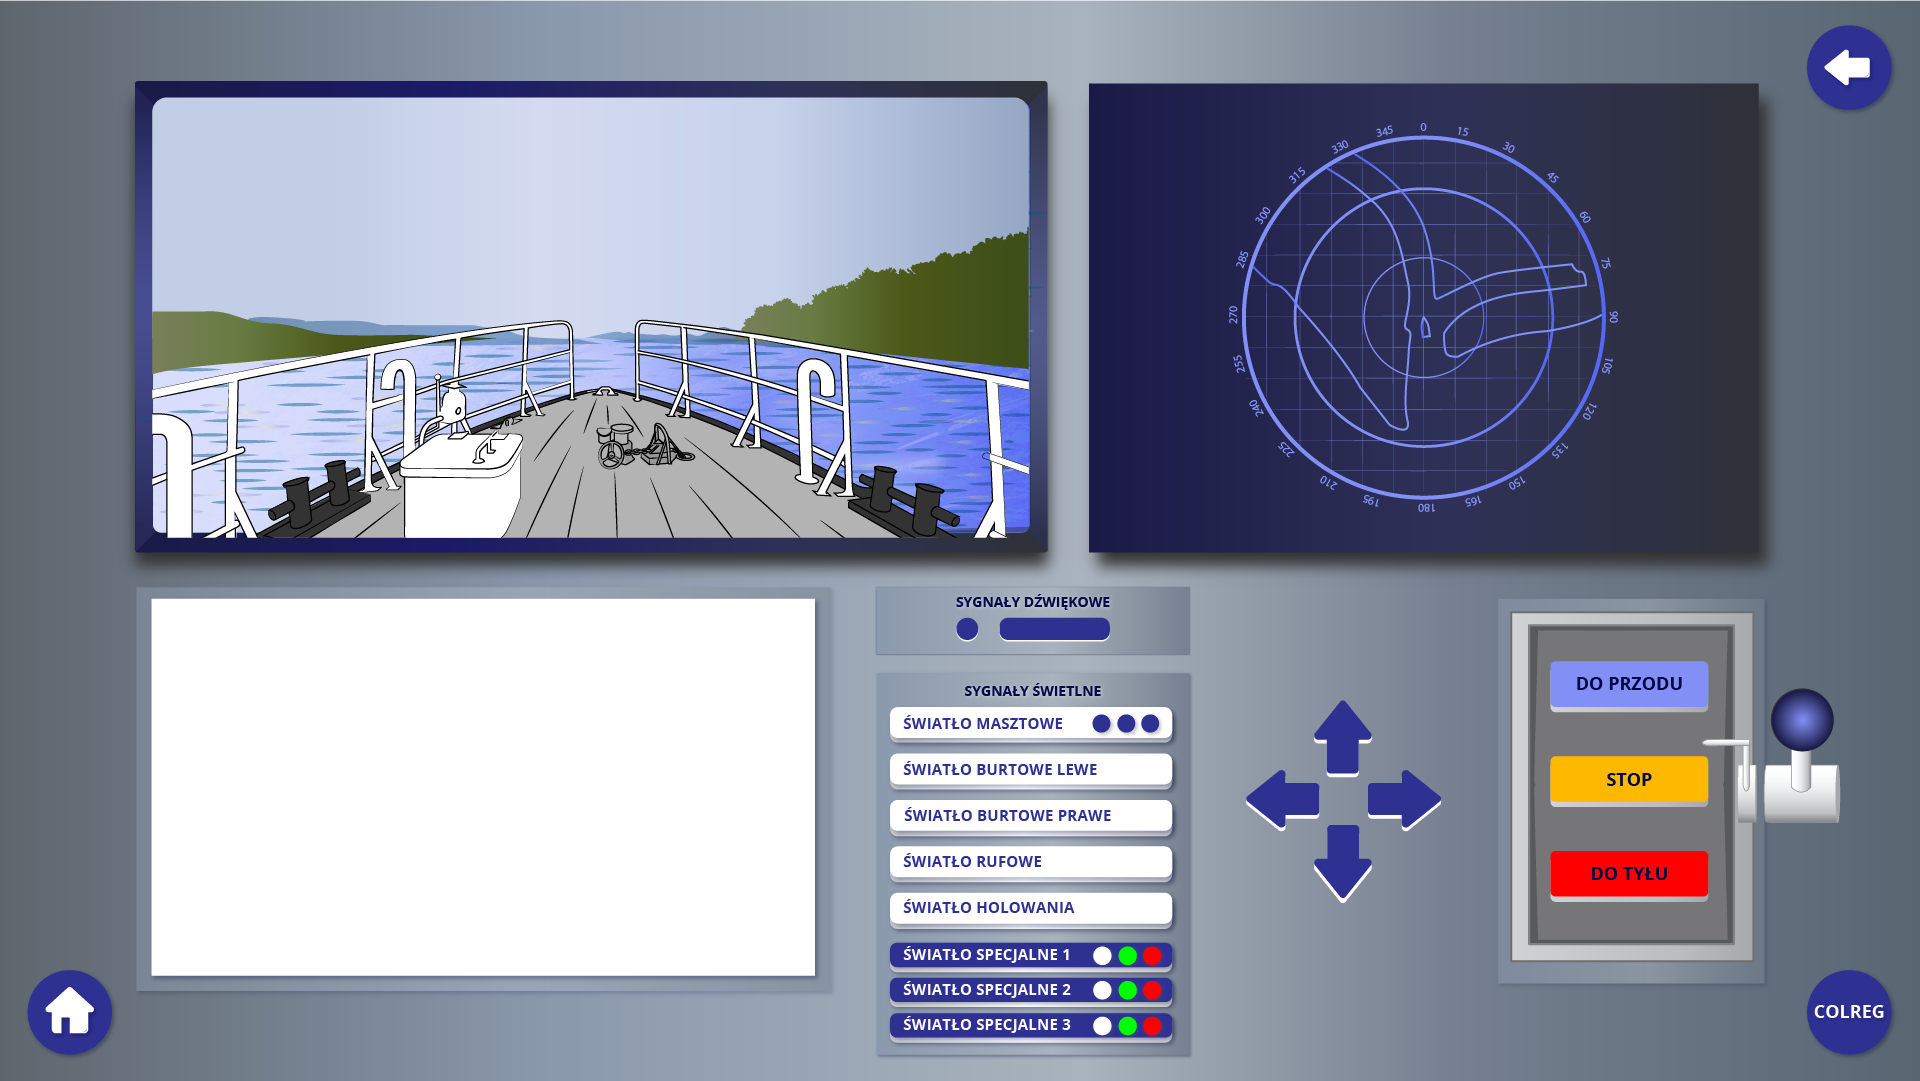 0
15
30
45
60
75
90
105
120
135
150
165
180
195
210
225
240
255
270
285
300
315
330
345
SYGNAŁY DŹWIĘKOWE
SYGNAŁY ŚWIETLNE
ŚWIATŁO MASZTOWE
ŚWIATŁO BURTOWE LEWE
ŚWIATŁO BURTOWE PRAWE
ŚWIATŁO RUFOWE
ŚWIATŁO HOLOWANIA
ŚWIATŁO SPECJALNE 1
ŚWIATŁO SPECJALNE 2
ŚWIATŁO SPECJALNE 3
DO PRZODU
STOP
DO TYŁU
COLREG